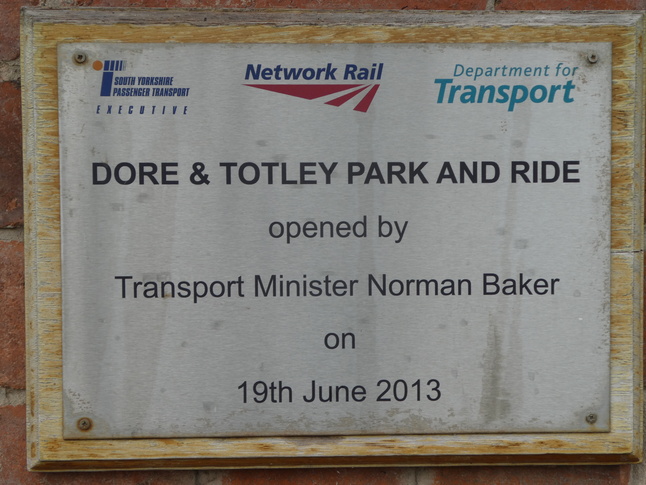 SOUTH YORKSHIRE
PASSENGER TRANSPORT
EXECUTIVE
Network Rail
Department for
Transport
DORE & TOTLEY PARK AND RIDE
opened by
Transport Minister Norman Baker
on
19th June 2013